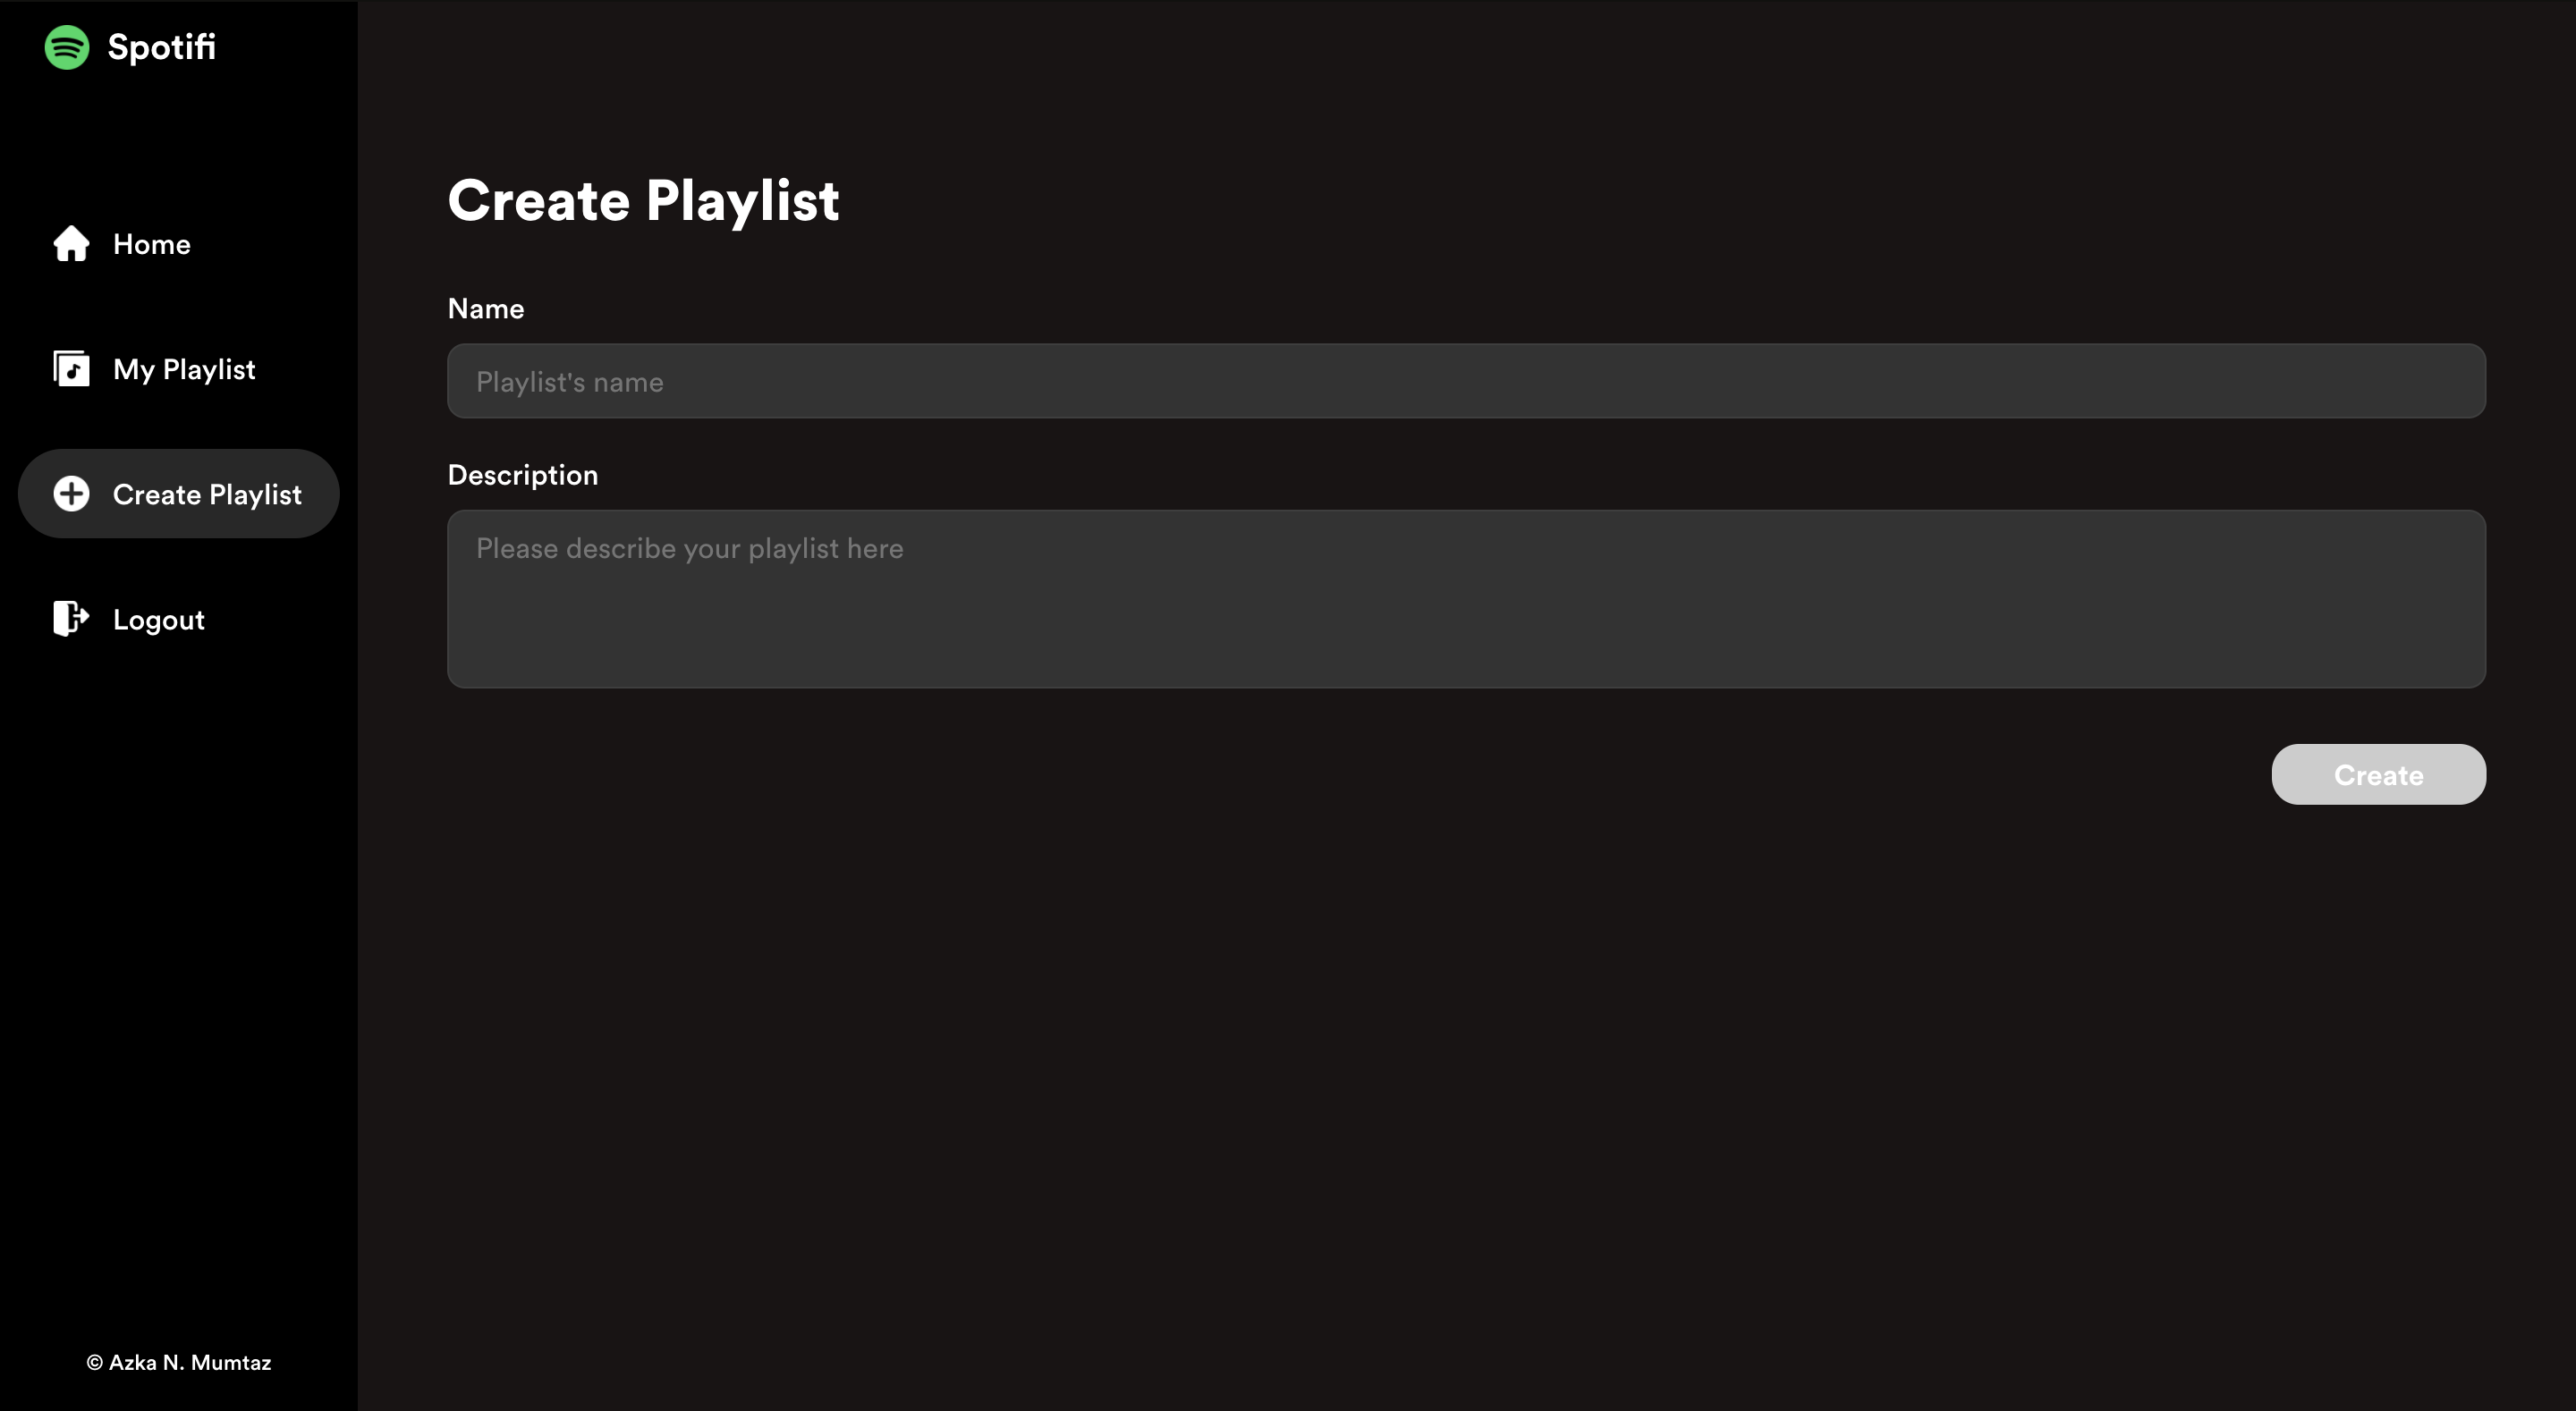 Spotifi
Home
My Playlist
Create Playlist
Logout
© Azka N. Mumtaz
Create Playlist
Name
Playlist's name
Description
Please describe your playlist here
Create